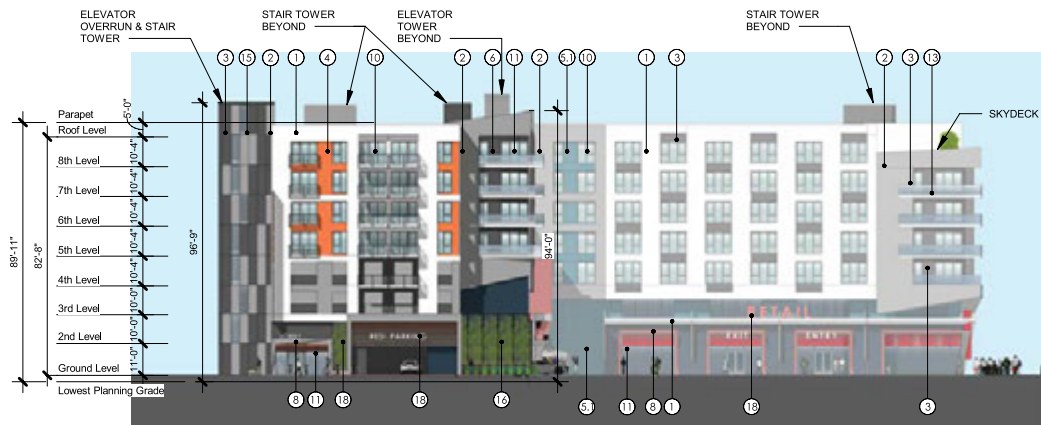 ELEVATOR
OVERRUN & STAIR
TOWER
STAIR TOWER
BEYOND
ELEVATOR
TOWER
BEYOND
STAIR TOWER
BEYOND
3 15 2 1 4 10 2 6 11 2 5.1 10 1 3 2 3 13
SKYDECK
Parapet
5'-0"
Roof Level
10'-4"
8th Level
10'-4"
7th Level
10'-4"
6th Level
10'-4"
5th Level
10'-4"
4th Level
10'-0"
3rd Level
10'-0"
2nd Level
11'-0"
Ground Level
Lowest Planning Grade
89'-11"
82'-8"
96'-9"
94'-0"
RETAIL
EXIT
ENTRY
8 11 18 18 16 5.1 11 8 1 18 3